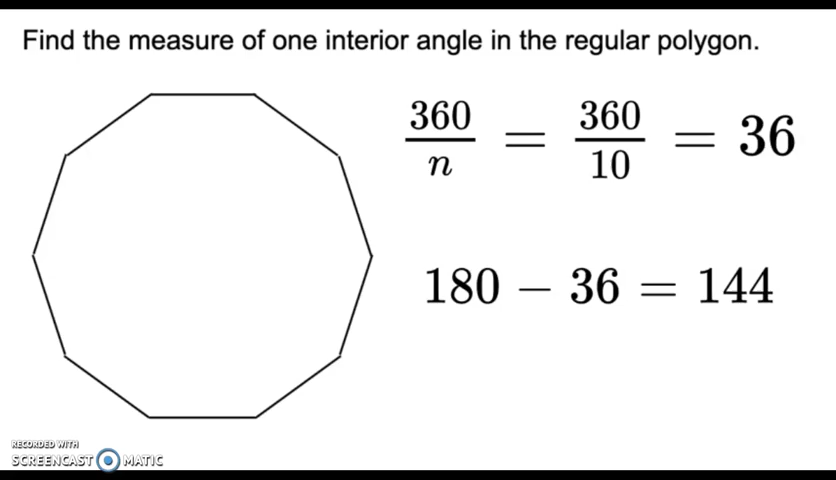 Find the measure of one interior angle in the regular polygon.
360/n = 360/10 = 36
180 − 36 = 144
RECORDED WITH
SCREENCAST MATIC